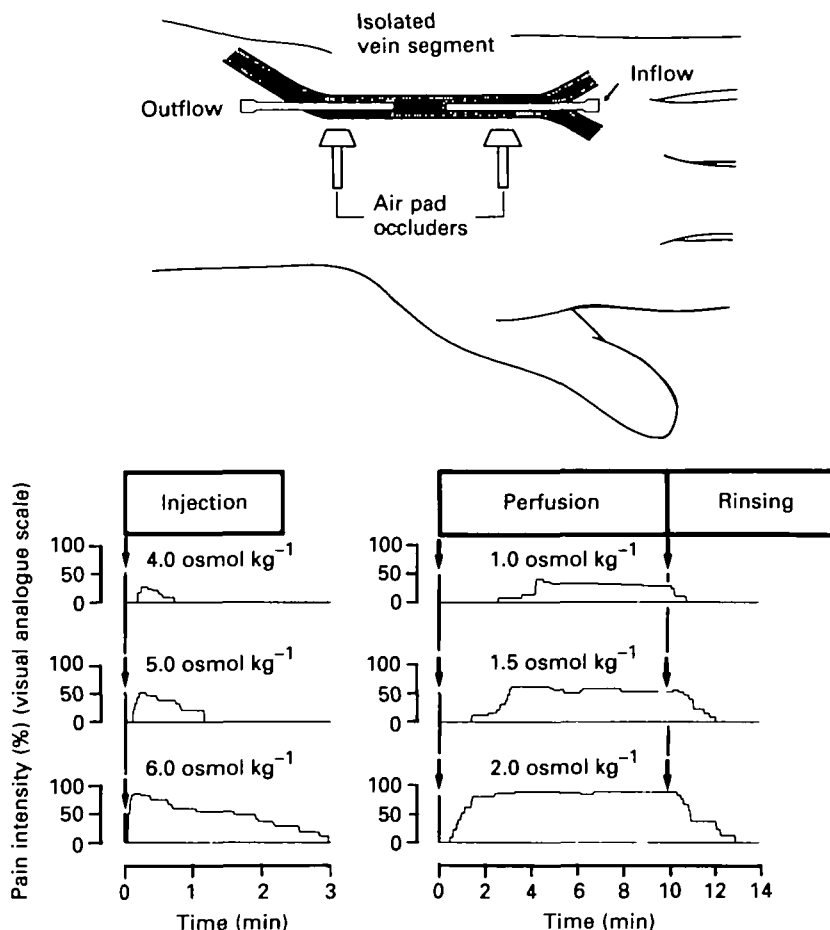 Isolated
vein segment
Inflow
Outflow
Air pad
occluders
Pain intensity (%) (visual analogue scale)
Injection
100
50
0
4.0 osmol kg⁻¹
100
50
0
5.0 osmol kg⁻¹
100
50
0
6.0 osmol kg⁻¹
0 1 2 3
Time (min)
Perfusion Rinsing
100
50
0
1.0 osmol kg⁻¹
100
50
0
1.5 osmol kg⁻¹
100
50
0
2.0 osmol kg⁻¹
0 2 4 6 8 10 12 14
Time (min)